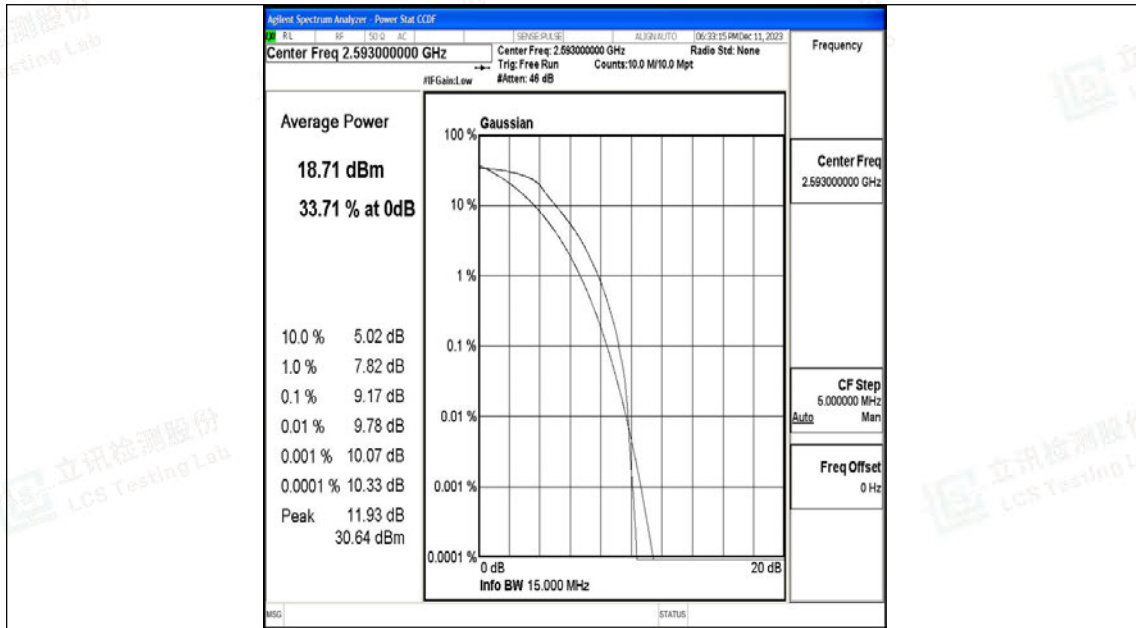 Agilent Spectrum Analyzer - Power Stat CCDF
RL RF 50 Ω AC SENSE:PULSE ALIGNAUTO 06:33:15 PM Dec 11, 2023
Center Freq 2.593000000 GHz
Center Freq: 2.593000000 GHz Radio Std: None
Trig: Free Run Counts:10.0 M/10.0 Mpt
#IFGain:Low #Atten: 46 dB
Frequency
Average Power
18.71 dBm
33.71 % at 0dB
10.0 % 5.02 dB
1.0 % 7.82 dB
0.1 % 9.17 dB
0.01 % 9.78 dB
0.001 % 10.07 dB
0.0001 % 10.33 dB
Peak 11.93 dB
30.64 dBm
Gaussian
100 %
10 %
1 %
0.1 %
0.01 %
0.001 %
0.0001 %
0 dB 20 dB
Info BW 15.000 MHz
Center Freq
2.593000000 GHz
CF Step
5.000000 MHz
Auto Man
Freq Offset
0 Hz
MSG STATUS
立讯检测股份
LCS Testing Lab
立讯检测股份
LCS Testing L